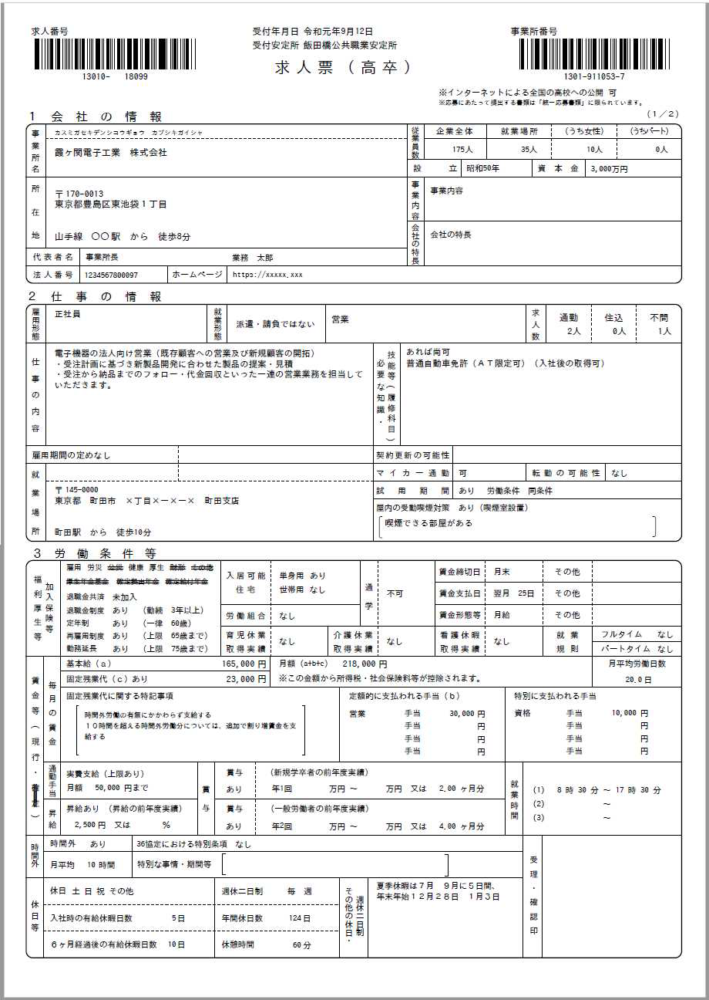 求人番号
13010- 18099
受付年月日 令和元年9月12日
受付安定所 飯田橋公共職業安定所
求人票（高卒）
事業所番号
1301-911053-7
※インターネットによる全国の高校への公開 可
※応募にあたって提出する書類は「統一応募書類」に限られています。
1 会社の情報
（1／2）
事業所名
カスミガセキデンシコウギョウ カブシキガイシャ
霞ヶ関電子工業 株式会社
従業員数
企業全体 就業場所 （うち女性） （うちパート）
175人 35人 10人 0人
設立 昭和50年 資本金 3,000万円
所在地
〒170-0013
東京都豊島区東池袋1丁目
山手線 〇〇駅 から 徒歩8分
事業内容
事業内容
会社の特長
会社の特長
代表者名 事業所長 業務 太郎
法人番号 1234567800097 ホームページ https://xxxxx.xxx
2 仕事の情報
雇用形態 正社員
就業形態 派遣・請負ではない
営業
求人数
通勤 住込 不問
2人 0人 1人
仕事の内容
電子機器の法人向け営業（既存顧客への営業及び新規顧客の開拓）
・受注計画に基づき新製品開発に合わせた製品の提案・見積
・受注から納品までのフォロー・代金回収といった一連の営業業務を担当して
いただきます。
必要な知識・技能等（履修科目）
あれば尚可
普通自動車免許（ＡＴ限定可）（入社後の取得可）
雇用期間の定めなし
契約更新の可能性
就業場所
〒145-0000
東京都 町田市 ×丁目×－×－× 町田支店
町田駅 から 徒歩10分
マイカー通勤 可 転勤の可能性 なし
試用期間 あり 労働条件 同条件
屋内の受動喫煙対策 あり（喫煙室設置）
喫煙できる部屋がある
3 労働条件等
福利厚生等
加入保険等
雇用 労災 公災 健康 厚生 財形 その他
厚生年金基金 確定拠出年金 確定給付年金
退職金共済 未加入
退職金制度 あり （勤続 3年以上）
定年制 あり （一律 60歳）
再雇用制度 あり （上限 65歳まで）
勤務延長 あり （上限 75歳まで）
入居可能住宅
単身用 あり
世帯用 なし
通学 不可
労働組合 なし
育児休業取得実績 なし
介護休業取得実績 なし
看護休暇取得実績 なし
賃金締切日 月末 その他
賃金支払日 翌月 25日 その他
賃金形態等 月給 その他
就業規則
フルタイム なし
パートタイム なし
賃金等（現行・確定）
毎月の賃金
基本給（a） 165,000 円
固定残業代（c）あり 23,000 円
月額（a+b+c） 218,000 円
※この金額から所得税・社会保険料等が控除されます。
月平均労働日数
20.0 日
固定残業代に関する特記事項
時間外労働の有無にかかわらず支給する
１０時間を超える時間外労働分については、追加で割り増賃金を支
給する
定額的に支払われる手当（b）
営業 手当 30,000 円
手当 円
手当 円
手当 円
特別に支払われる手当
資格 手当 10,000 円
手当 円
手当 円
手当 円
通勤手当
実費支給（上限あり）
月額 50,000 円まで
昇給
昇給あり （昇給の前年度実績）
2,500 円 又は ％
賞与
賞与 （新規学卒者の前年度実績）
あり 年1回 万円 ～ 万円 又は 2.00 ヶ月分
賞与 （一般労働者の前年度実績）
あり 年2回 万円 ～ 万円 又は 4.00 ヶ月分
就業時間
(1) 8 時 30 分 ～ 17 時 30 分
(2) ～
(3) ～
時間外
時間外 あり
月平均 10 時間
36協定における特別条項 なし
特別な事情・期間等
受理・確認印
休日等
休日 土 日 祝 その他
週休二日制 毎 週
入社時の有給休暇日数 5日
年間休日数 124日
６ヶ月経過後の有給休暇日数 10日
休憩時間 60 分
その他の休日・週休二日制
夏季休暇は７月 ９月に５日間、
年末年始１２月２８日 １月３日